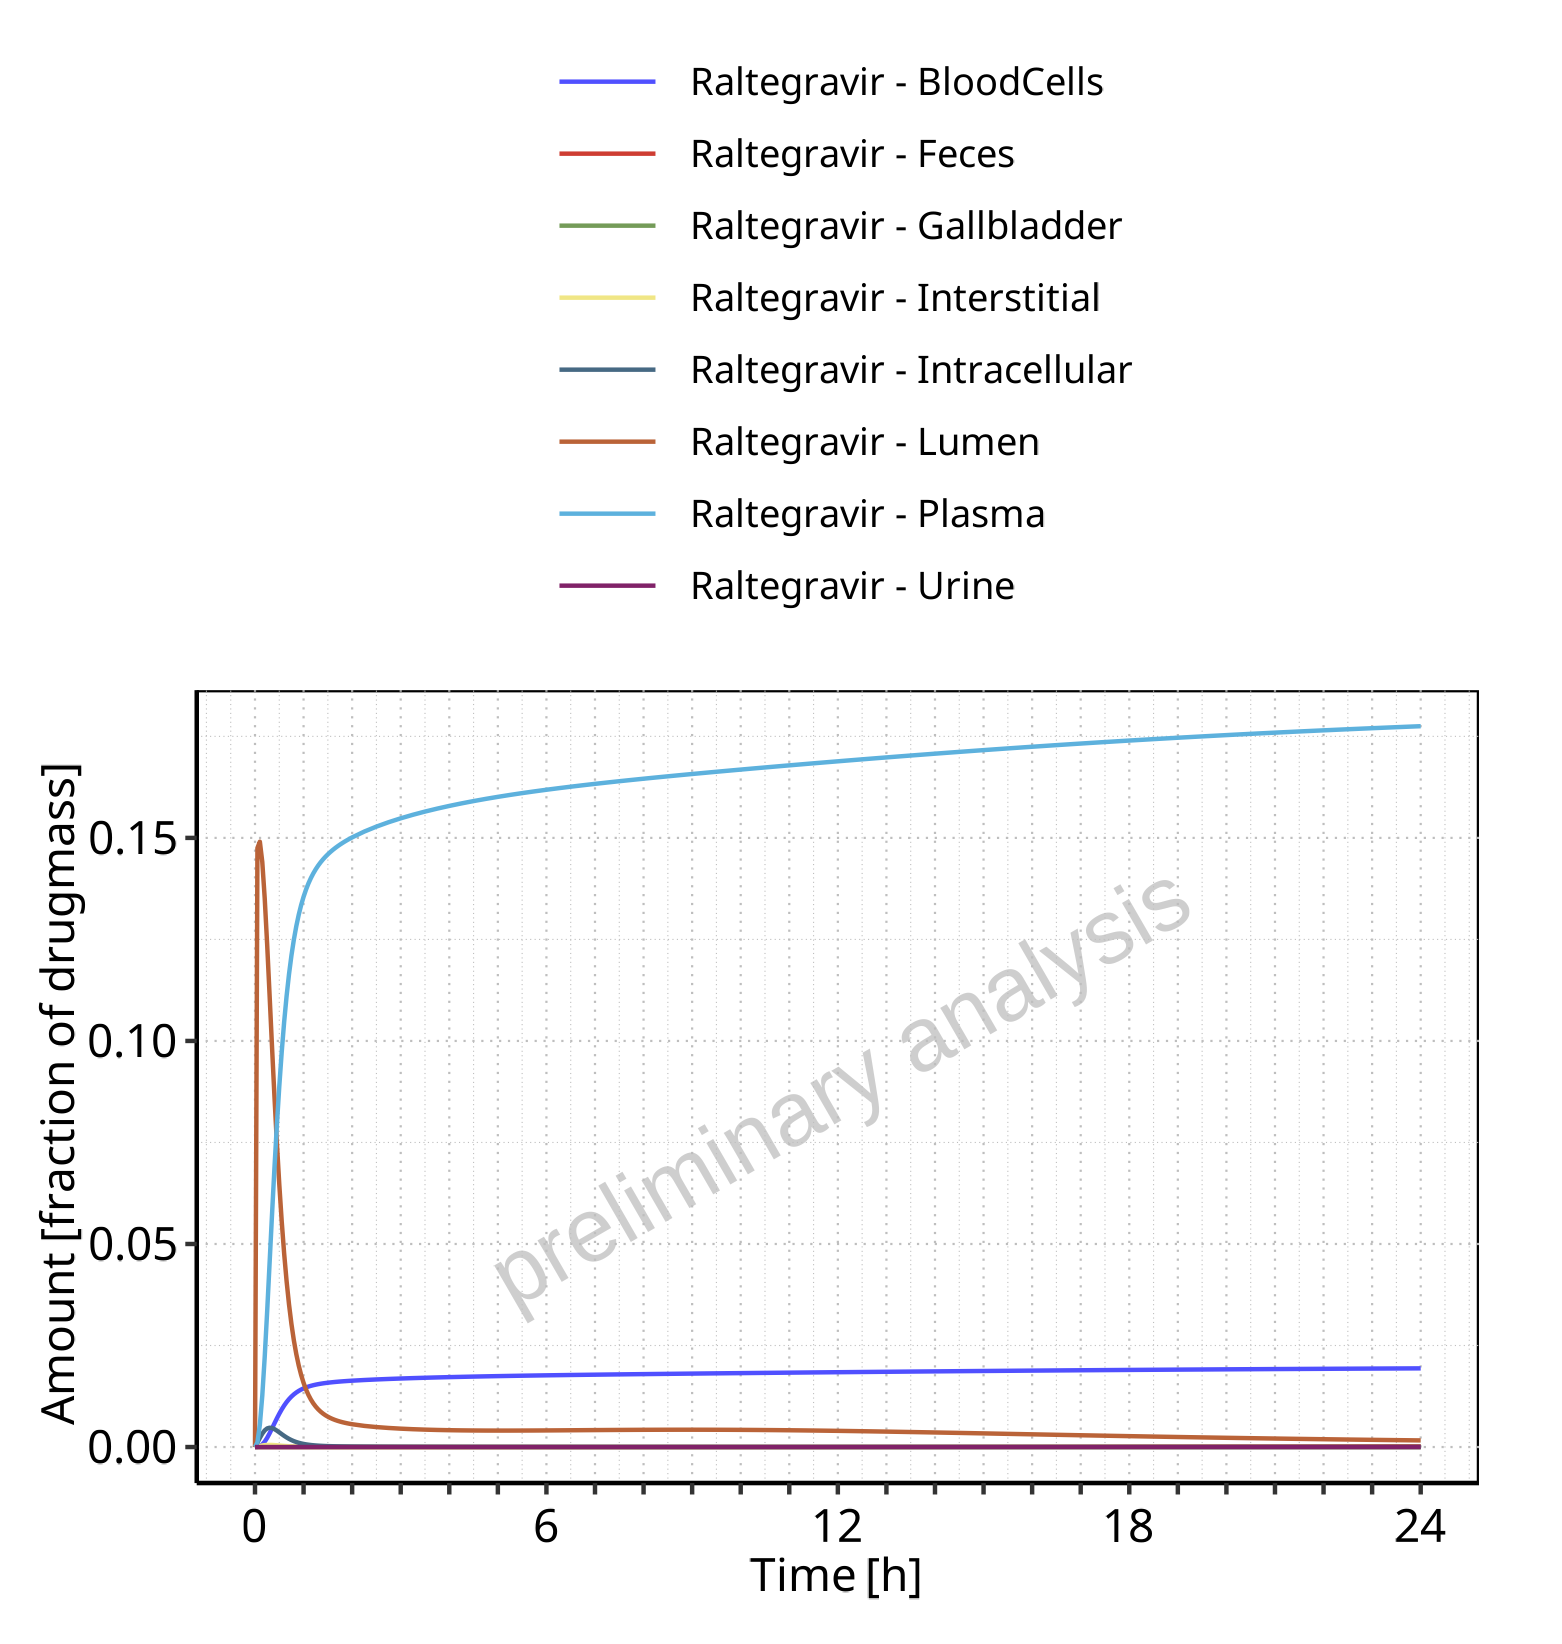 Raltegravir - BloodCells
Raltegravir - Feces
Raltegravir - Gallbladder
Raltegravir - Interstitial
Raltegravir - Intracellular
Raltegravir - Lumen
Raltegravir - Plasma
Raltegravir - Urine
Amount [fraction of drugmass]
0.15
0.10
0.05
0.00
preliminary analysis
0 6 12 18 24
Time [h]